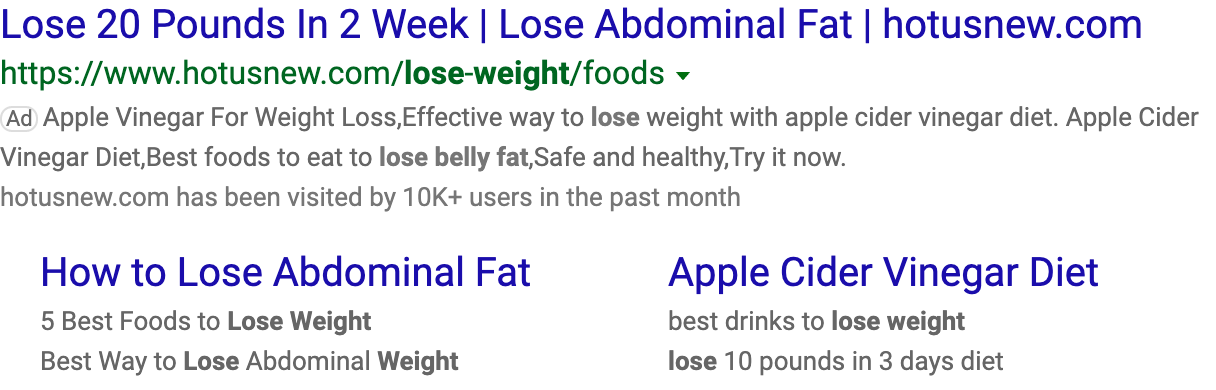 Lose 20 Pounds In 2 Week | Lose Abdominal Fat | hotusnew.com
https://www.hotusnew.com/lose-weight/foods
Ad Apple Vinegar For Weight Loss,Effective way to lose weight with apple cider vinegar diet. Apple Cider
Vinegar Diet,Best foods to eat to lose belly fat,Safe and healthy,Try it now.
hotusnew.com has been visited by 10K+ users in the past month
How to Lose Abdominal Fat
5 Best Foods to Lose Weight
Best Way to Lose Abdominal Weight
Apple Cider Vinegar Diet
best drinks to lose weight
lose 10 pounds in 3 days diet